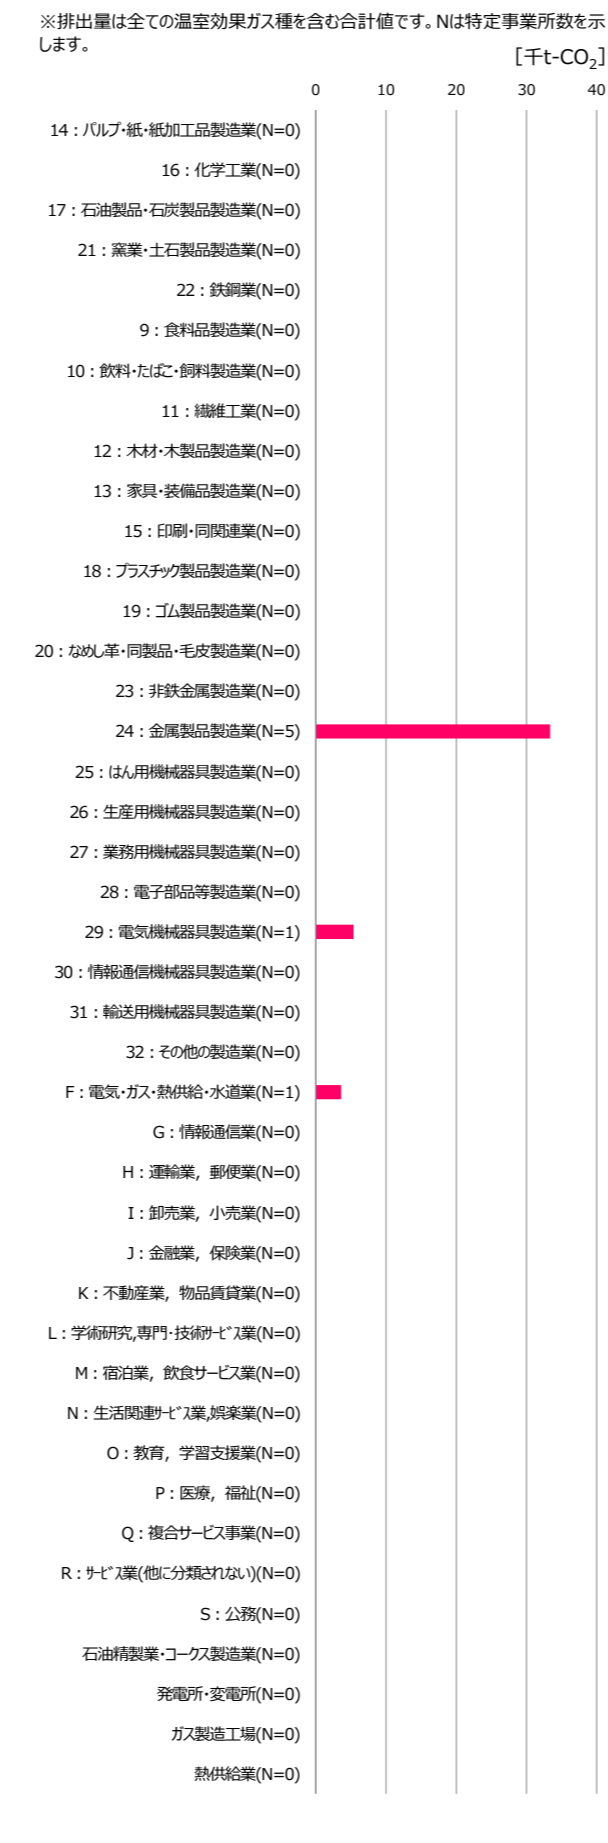 ※排出量は全ての温室効果ガス種を含む合計値です。Nは特定事業所数を示
します。
[千t-CO₂]
0 10 20 30 40
14：パルプ・紙・紙加工品製造業(N=0)
16：化学工業(N=0)
17：石油製品・石炭製品製造業(N=0)
21：窯業・土石製品製造業(N=0)
22：鉄鋼業(N=0)
9：食料品製造業(N=0)
10：飲料・たばこ・飼料製造業(N=0)
11：繊維工業(N=0)
12：木材・木製品製造業(N=0)
13：家具・装備品製造業(N=0)
15：印刷・同関連業(N=0)
18：プラスチック製品製造業(N=0)
19：ゴム製品製造業(N=0)
20：なめし革・同製品・毛皮製造業(N=0)
23：非鉄金属製造業(N=0)
24：金属製品製造業(N=5)
25：はん用機械器具製造業(N=0)
26：生産用機械器具製造業(N=0)
27：業務用機械器具製造業(N=0)
28：電子部品等製造業(N=0)
29：電気機械器具製造業(N=1)
30：情報通信機械器具製造業(N=0)
31：輸送用機械器具製造業(N=0)
32：その他の製造業(N=0)
F：電気・ガス・熱供給・水道業(N=1)
G：情報通信業(N=0)
H：運輸業，郵便業(N=0)
I：卸売業，小売業(N=0)
J：金融業，保険業(N=0)
K：不動産業，物品賃貸業(N=0)
L：学術研究,専門・技術ｻｰﾋﾞｽ業(N=0)
M：宿泊業，飲食サービス業(N=0)
N：生活関連ｻｰﾋﾞｽ業,娯楽業(N=0)
O：教育，学習支援業(N=0)
P：医療，福祉(N=0)
Q：複合サービス事業(N=0)
R：ｻｰﾋﾞｽ業(他に分類されない)(N=0)
S：公務(N=0)
石油精製業・コークス製造業(N=0)
発電所・変電所(N=0)
ガス製造工場(N=0)
熱供給業(N=0)